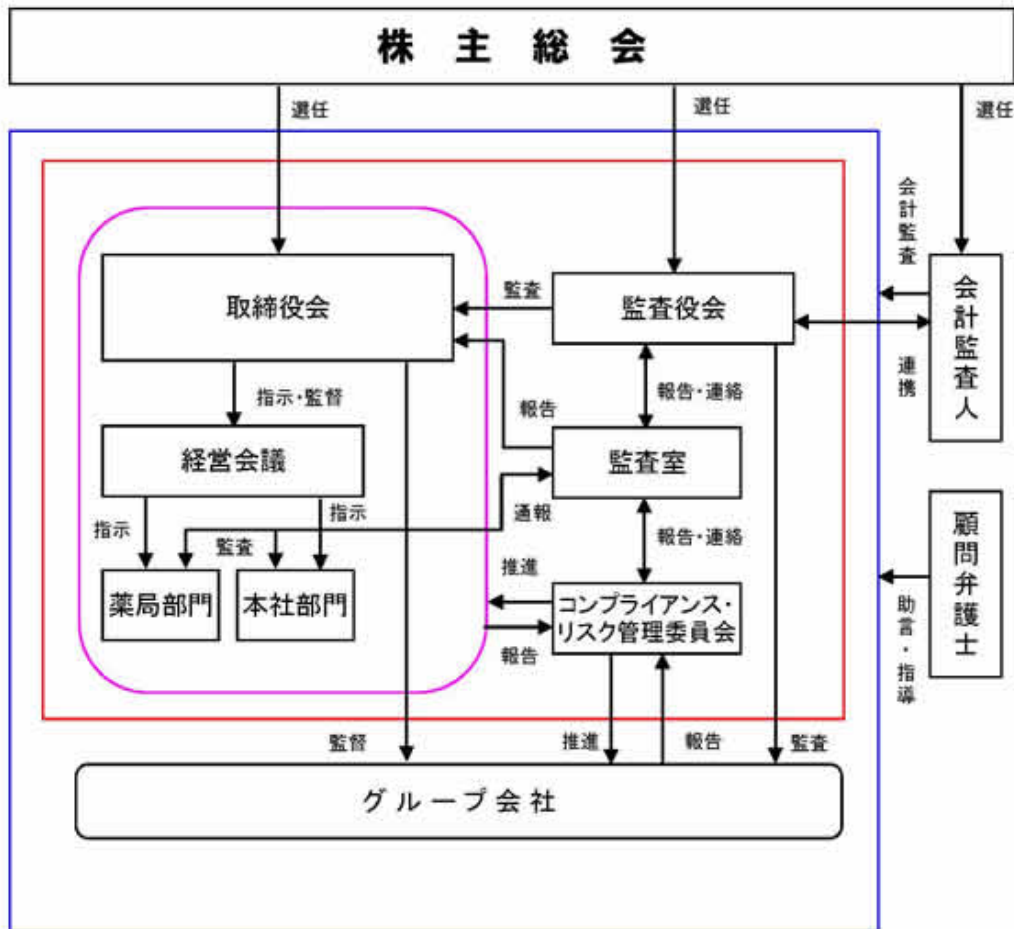 株主総会
選任
選任
選任
会計監査
取締役会
監査
監査役会
会計監査人
連携
指示・監督
報告
報告・連絡
経営会議
監査室
指示
指示
通報
監査
報告・連絡
顧問弁護士
推進
薬局部門
本社部門
コンプライアンス・
リスク管理委員会
助言・指導
報告
監督
推進
報告
監査
グループ会社